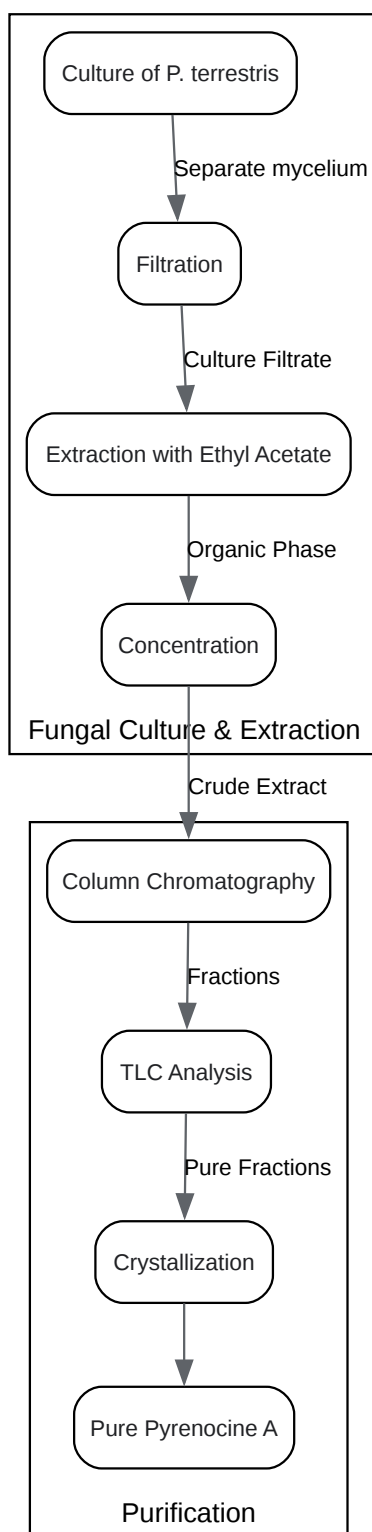 Culture of P. terrestris
Separate mycelium
Filtration
Culture Filtrate
Extraction with Ethyl Acetate
Organic Phase
Concentration
Fungal Culture & Extraction
Crude Extract
Column Chromatography
Fractions
TLC Analysis
Pure Fractions
Crystallization
Pure Pyrenocine A
Purification